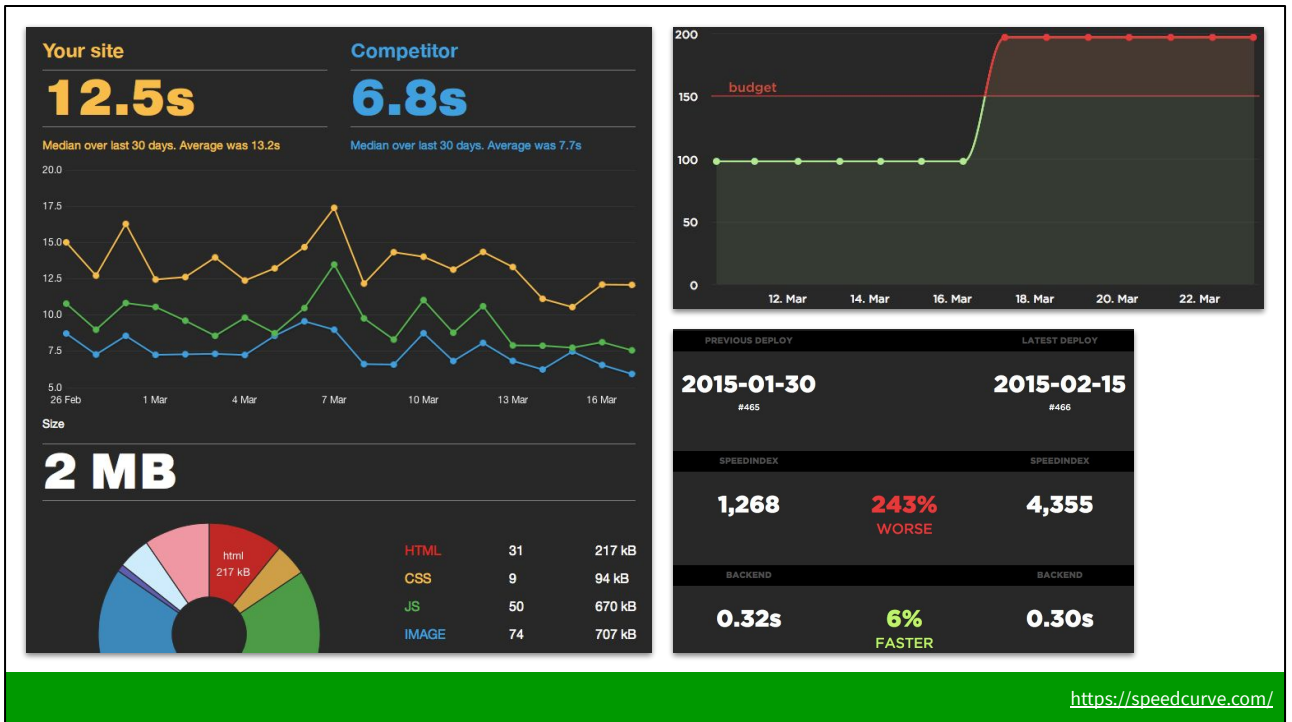 Your site
Competitor
12.5s
6.8s
Median over last 30 days. Average was 13.2s
Median over last 30 days. Average was 7.7s
20.0
17.5
15.0
12.5
10.0
7.5
5.0
26 Feb 1 Mar 4 Mar 7 Mar 10 Mar 13 Mar 16 Mar
Size
2 MB
html
217 kB
HTML 31 217 kB
CSS 9 94 kB
JS 50 670 kB
IMAGE 74 707 kB
200
budget
150
100
50
0
12. Mar 14. Mar 16. Mar 18. Mar 20. Mar 22. Mar
PREVIOUS DEPLOY LATEST DEPLOY
2015-01-30 2015-02-15
#465 #466
SPEEDINDEX SPEEDINDEX
1,268 243% 4,355
WORSE
BACKEND BACKEND
0.32s 6% 0.30s
FASTER
https://speedcurve.com/